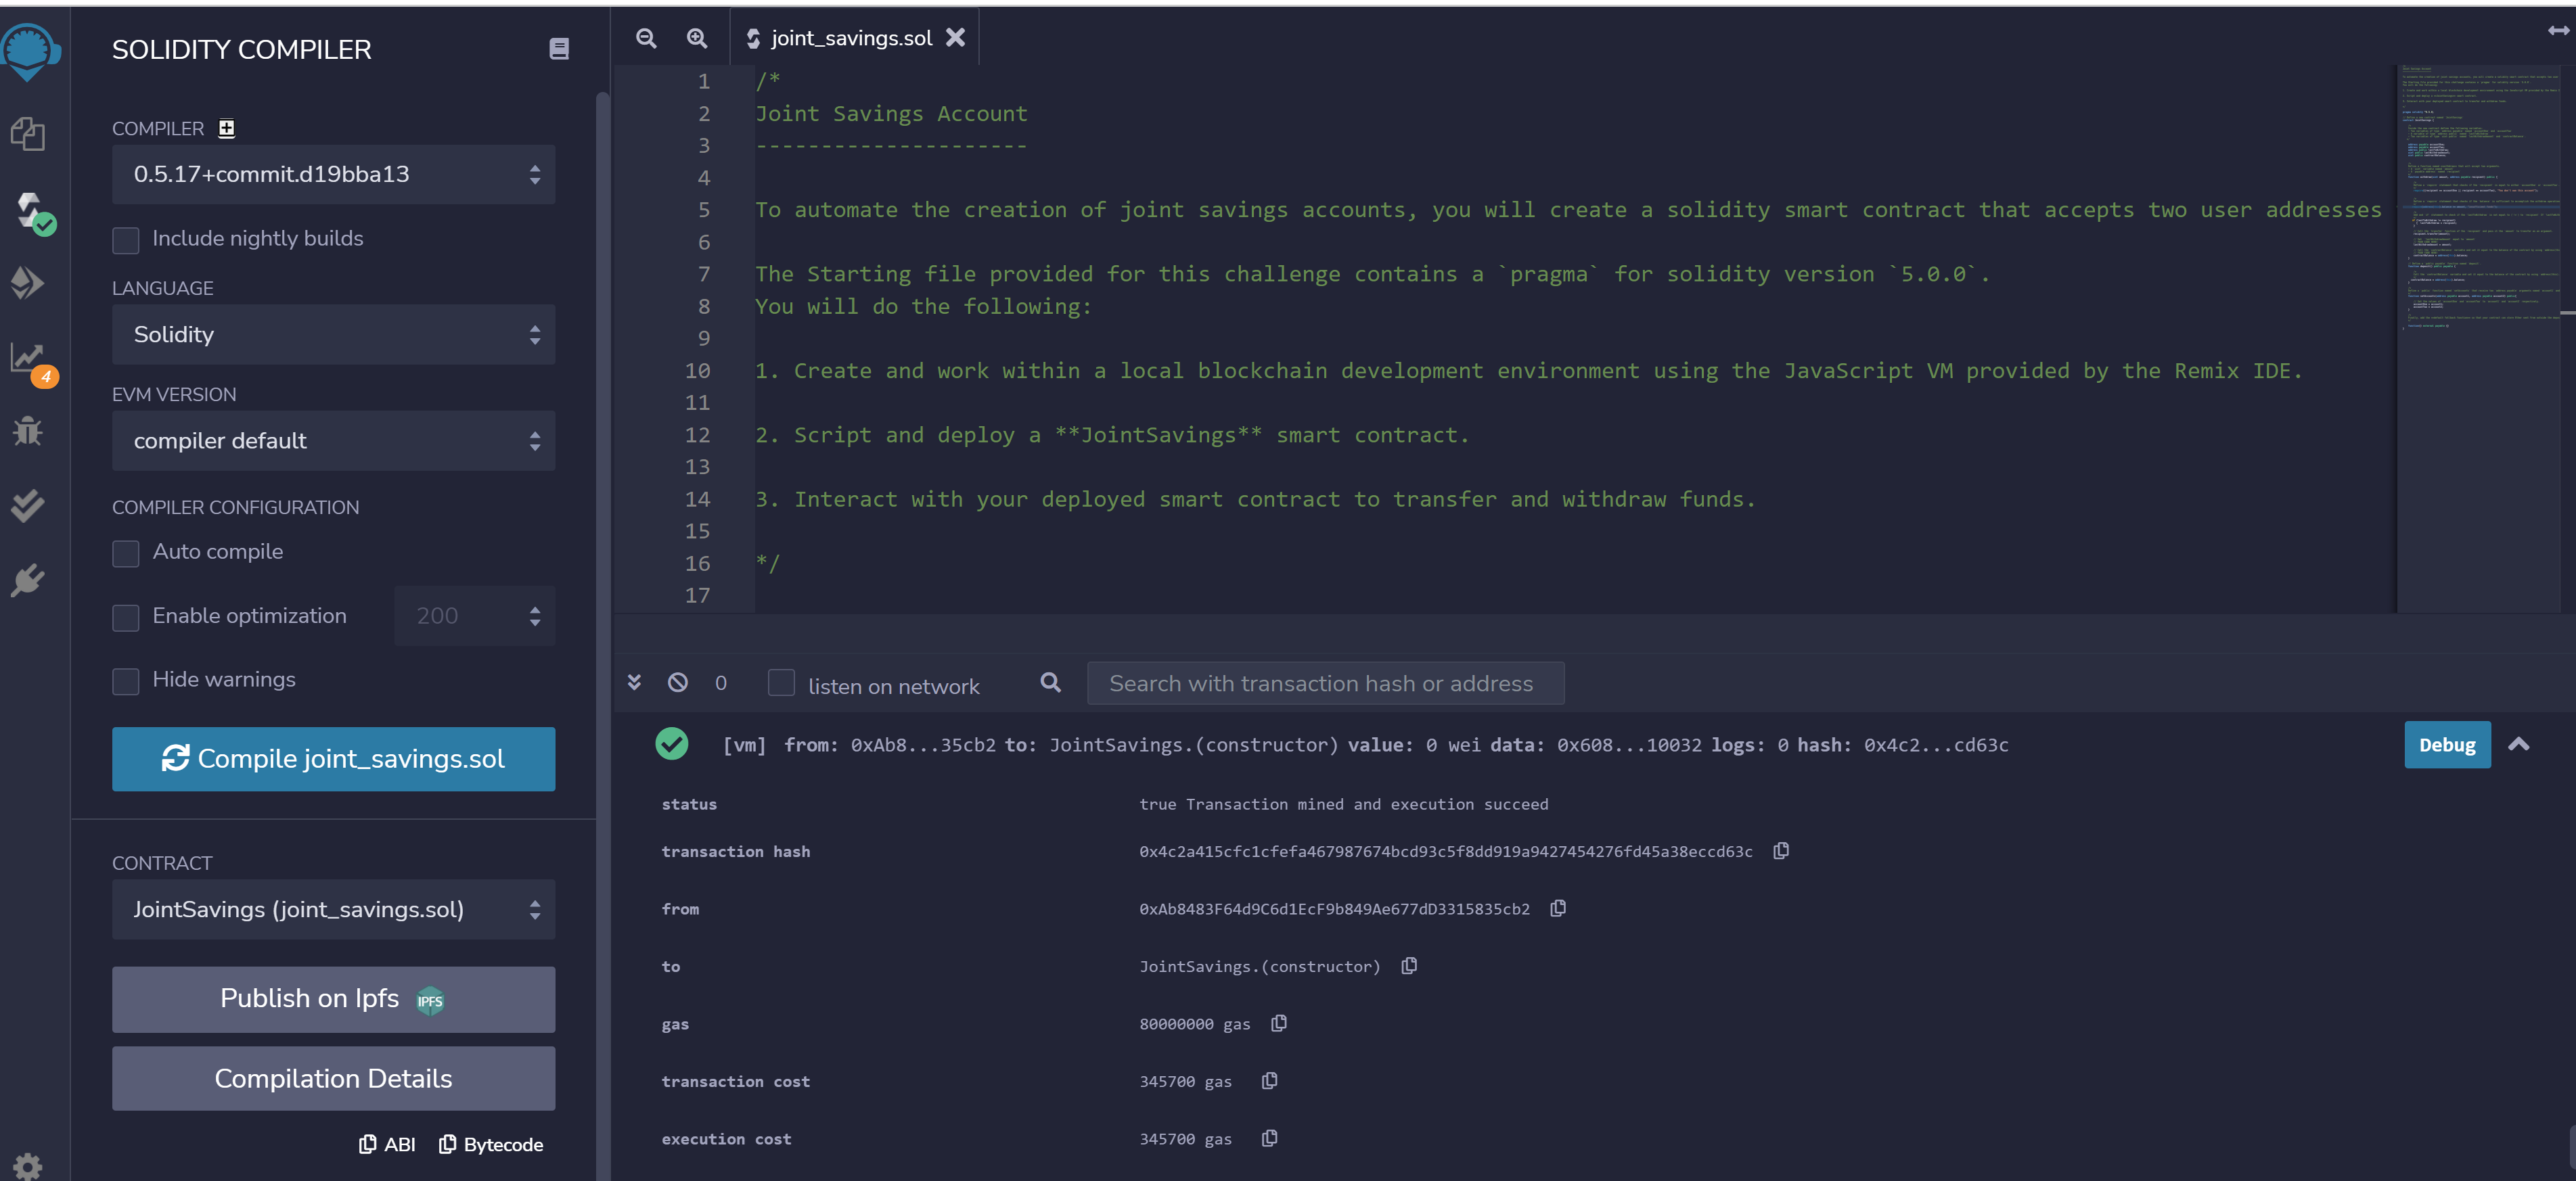 SOLIDITY COMPILER
COMPILER
0.5.17+commit.d19bba13
Include nightly builds
LANGUAGE
Solidity
EVM VERSION
compiler default
COMPILER CONFIGURATION
Auto compile
Enable optimization
200
Hide warnings
Compile joint_savings.sol
CONTRACT
JointSavings (joint_savings.sol)
Publish on Ipfs IPFS
Compilation Details
ABI Bytecode
4
joint_savings.sol
1 /*
2 Joint Savings Account
3 ---------------------
4
5 To automate the creation of joint savings accounts, you will create a solidity smart contract that accepts two user addresses
6
7 The Starting file provided for this challenge contains a `pragma` for solidity version `5.0.0`.
8 You will do the following:
9
10 1. Create and work within a local blockchain development environment using the JavaScript VM provided by the Remix IDE.
11
12 2. Script and deploy a **JointSavings** smart contract.
13
14 3. Interact with your deployed smart contract to transfer and withdraw funds.
15
16 */
17
0 listen on network Search with transaction hash or address
[vm] from: 0xAb8...35cb2 to: JointSavings.(constructor) value: 0 wei data: 0x608...10032 logs: 0 hash: 0x4c2...cd63c Debug
status true Transaction mined and execution succeed
transaction hash 0x4c2a415cfc1cfefa467987674bcd93c5f8dd919a9427454276fd45a38eccd63c
from 0xAb8483F64d9C6d1EcF9b849Ae677dD3315835cb2
to JointSavings.(constructor)
gas 80000000 gas
transaction cost 345700 gas
execution cost 345700 gas